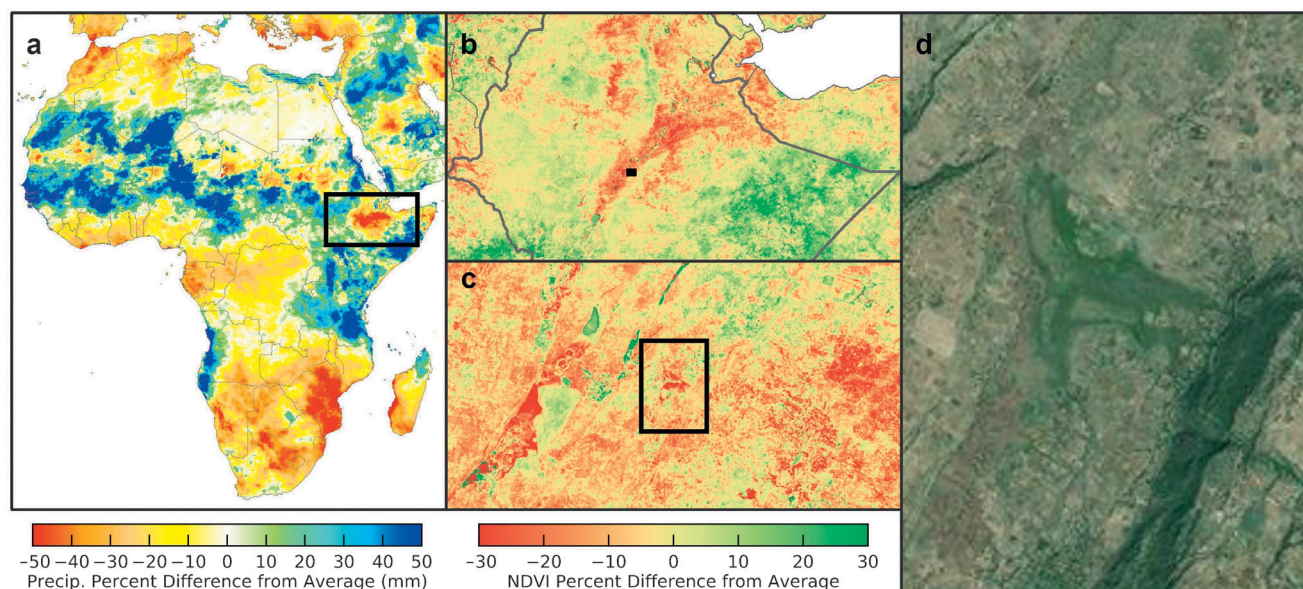 a
b
c
d
−50 −40 −30 −20 −10 0 10 20 30 40 50
Precip. Percent Difference from Average (mm)
−30 −20 −10 0 10 20 30
NDVI Percent Difference from Average